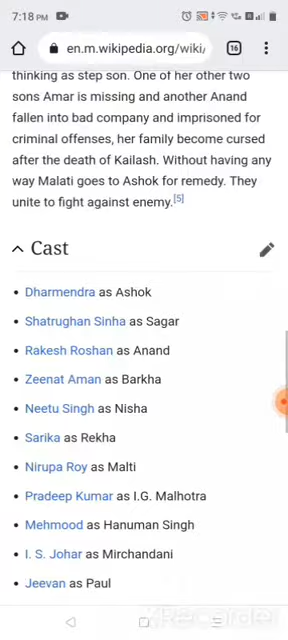 7:18 PM
en.m.wikipedia.org/wiki/
16
thinking as step son. One of her other two
sons Amar is missing and another Anand
fallen into bad company and imprisoned for
criminal offenses, her family become cursed
after the death of Kailash. Without having any
way Malati goes to Ashok for remedy. They
unite to fight against enemy.[5]
Cast
• Dharmendra as Ashok
• Shatrughan Sinha as Sagar
• Rakesh Roshan as Anand
• Zeenat Aman as Barkha
• Neetu Singh as Nisha
• Sarika as Rekha
• Nirupa Roy as Malti
• Pradeep Kumar as I.G. Malhotra
• Mehmood as Hanuman Singh
• I. S. Johar as Mirchandani
• Jeevan as Paul
XRecorder